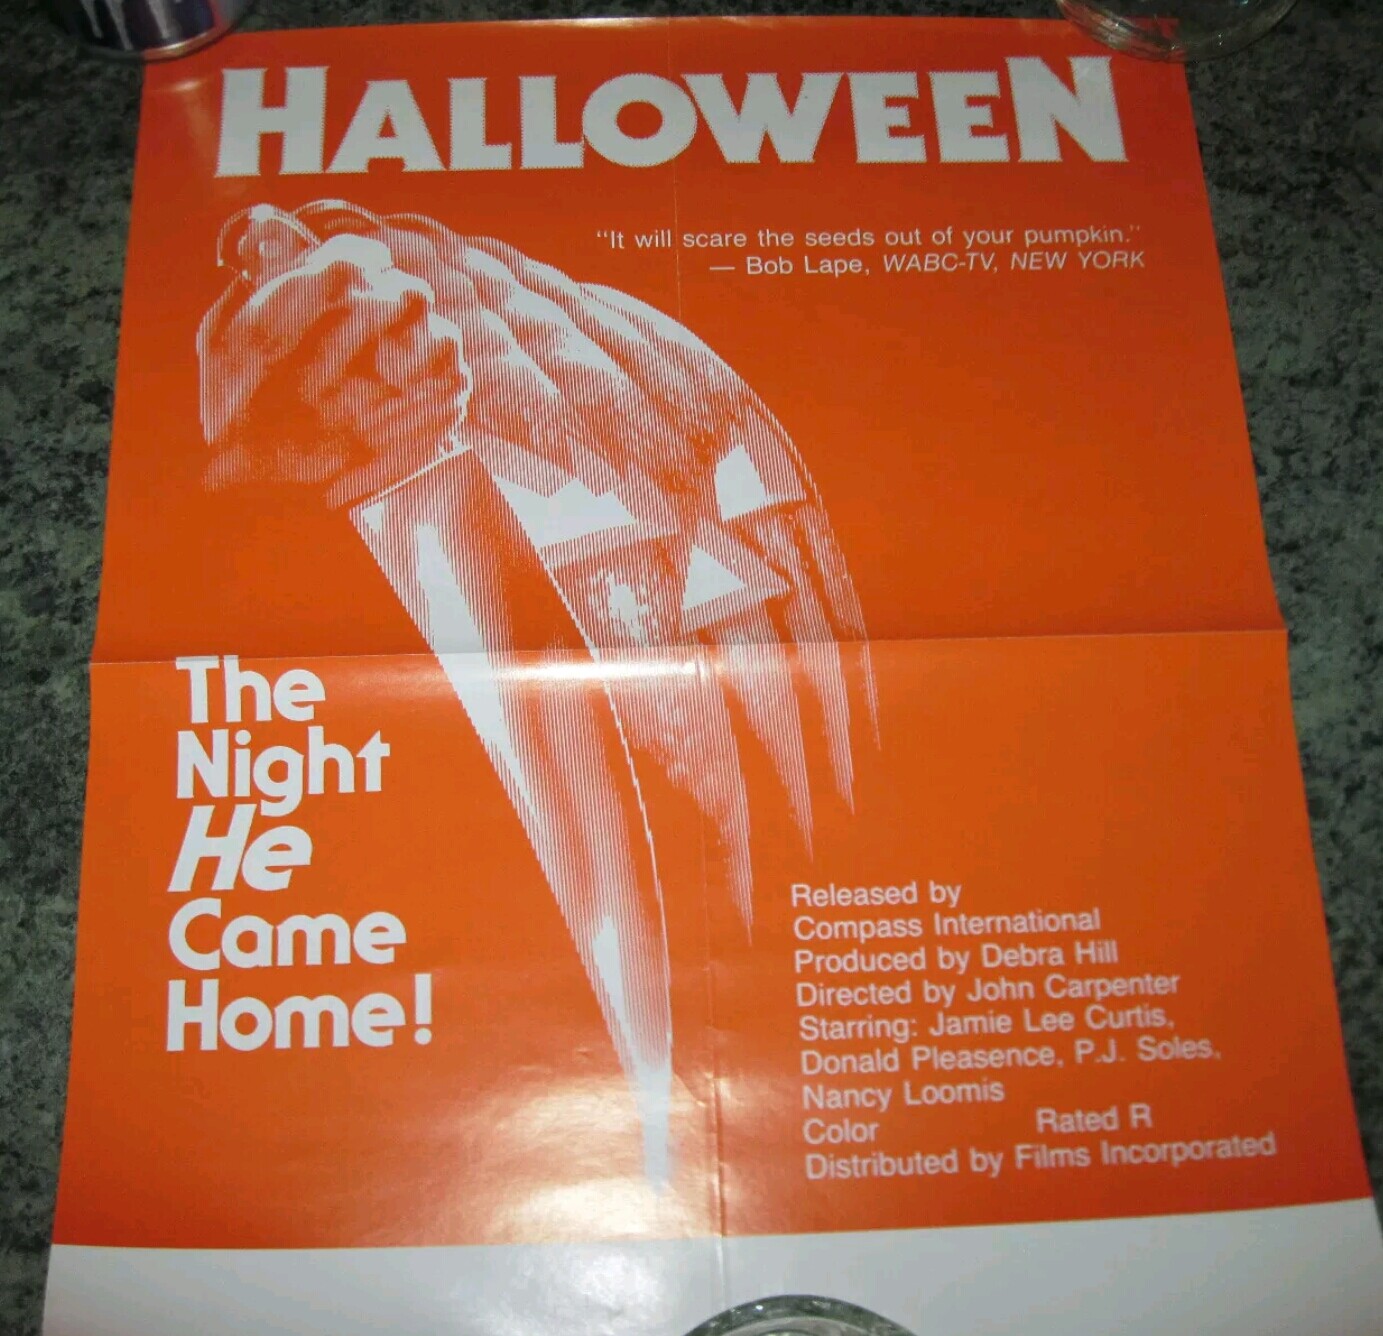 HALLOWEEN
"It will scare the seeds out of your pumpkin."
— Bob Lape, WABC-TV, NEW YORK
The
Night
He
Came
Home!
Released by
Compass International
Produced by Debra Hill
Directed by John Carpenter
Starring: Jamie Lee Curtis,
Donald Pleasence, P.J. Soles,
Nancy Loomis
Color Rated R
Distributed by Films Incorporated